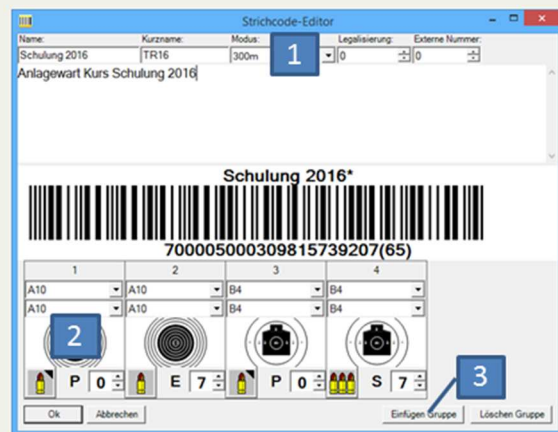 Strichcode-Editor
Name: Kurzname: Modus: Legalisierung: Externe Nummer:
Schulung 2016 TR16 300m 1 0 0
Anlagewart Kurs Schulung 2016
Schulung 2016*
700005000309815739207(65)
1 2 3 4
A10 A10 B4 B4
A10 A10 B4 B4
2
P 0 E 7 P 0 S 7
3
Ok Abbrechen Einfügen Gruppe Löschen Gruppe